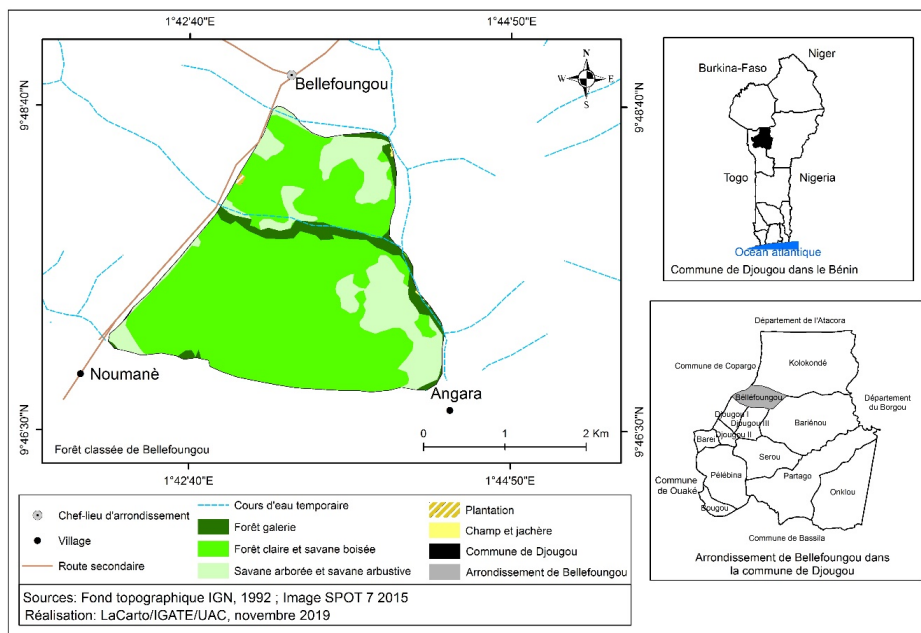 1°42'40"E
1°44'50"E
9°48'40"N
9°48'40"N
N
W
E
S
Bellefoungou
Noumanè
Angara
0
1
2 Km
9°46'30"N
9°46'30"N
Forêt classée de Bellefoungou
1°42'40"E
1°44'50"E
Niger
Burkina-Faso
Togo
Nigeria
Océan atlantique
Commune de Djougou dans le Bénin
Département de l'Atacora
Commune de Copargo
Kolokondé
Département
du Borgou
Bellefoungou
Djougou I
Djougou III
Djougou II
Bariénou
Barei
Serou
Pélébina
Partago
Onklou
Commune
de Ouaké
Bougou
Commune de Bassila
Arrondissement de Bellefoungou dans
la commune de Djougou
Chef-lieu d'arrondissement
Village
Route secondaire
Cours d'eau temporaire
Forêt galerie
Forêt claire et savane boisée
Savane arborée et savane arbustive
Plantation
Champ et jachère
Commune de Djougou
Arrondissement de Bellefoungou
Sources: Fond topographique IGN, 1992 ; Image SPOT 7 2015
Réalisation: LaCarto/IGATE/UAC, novembre 2019